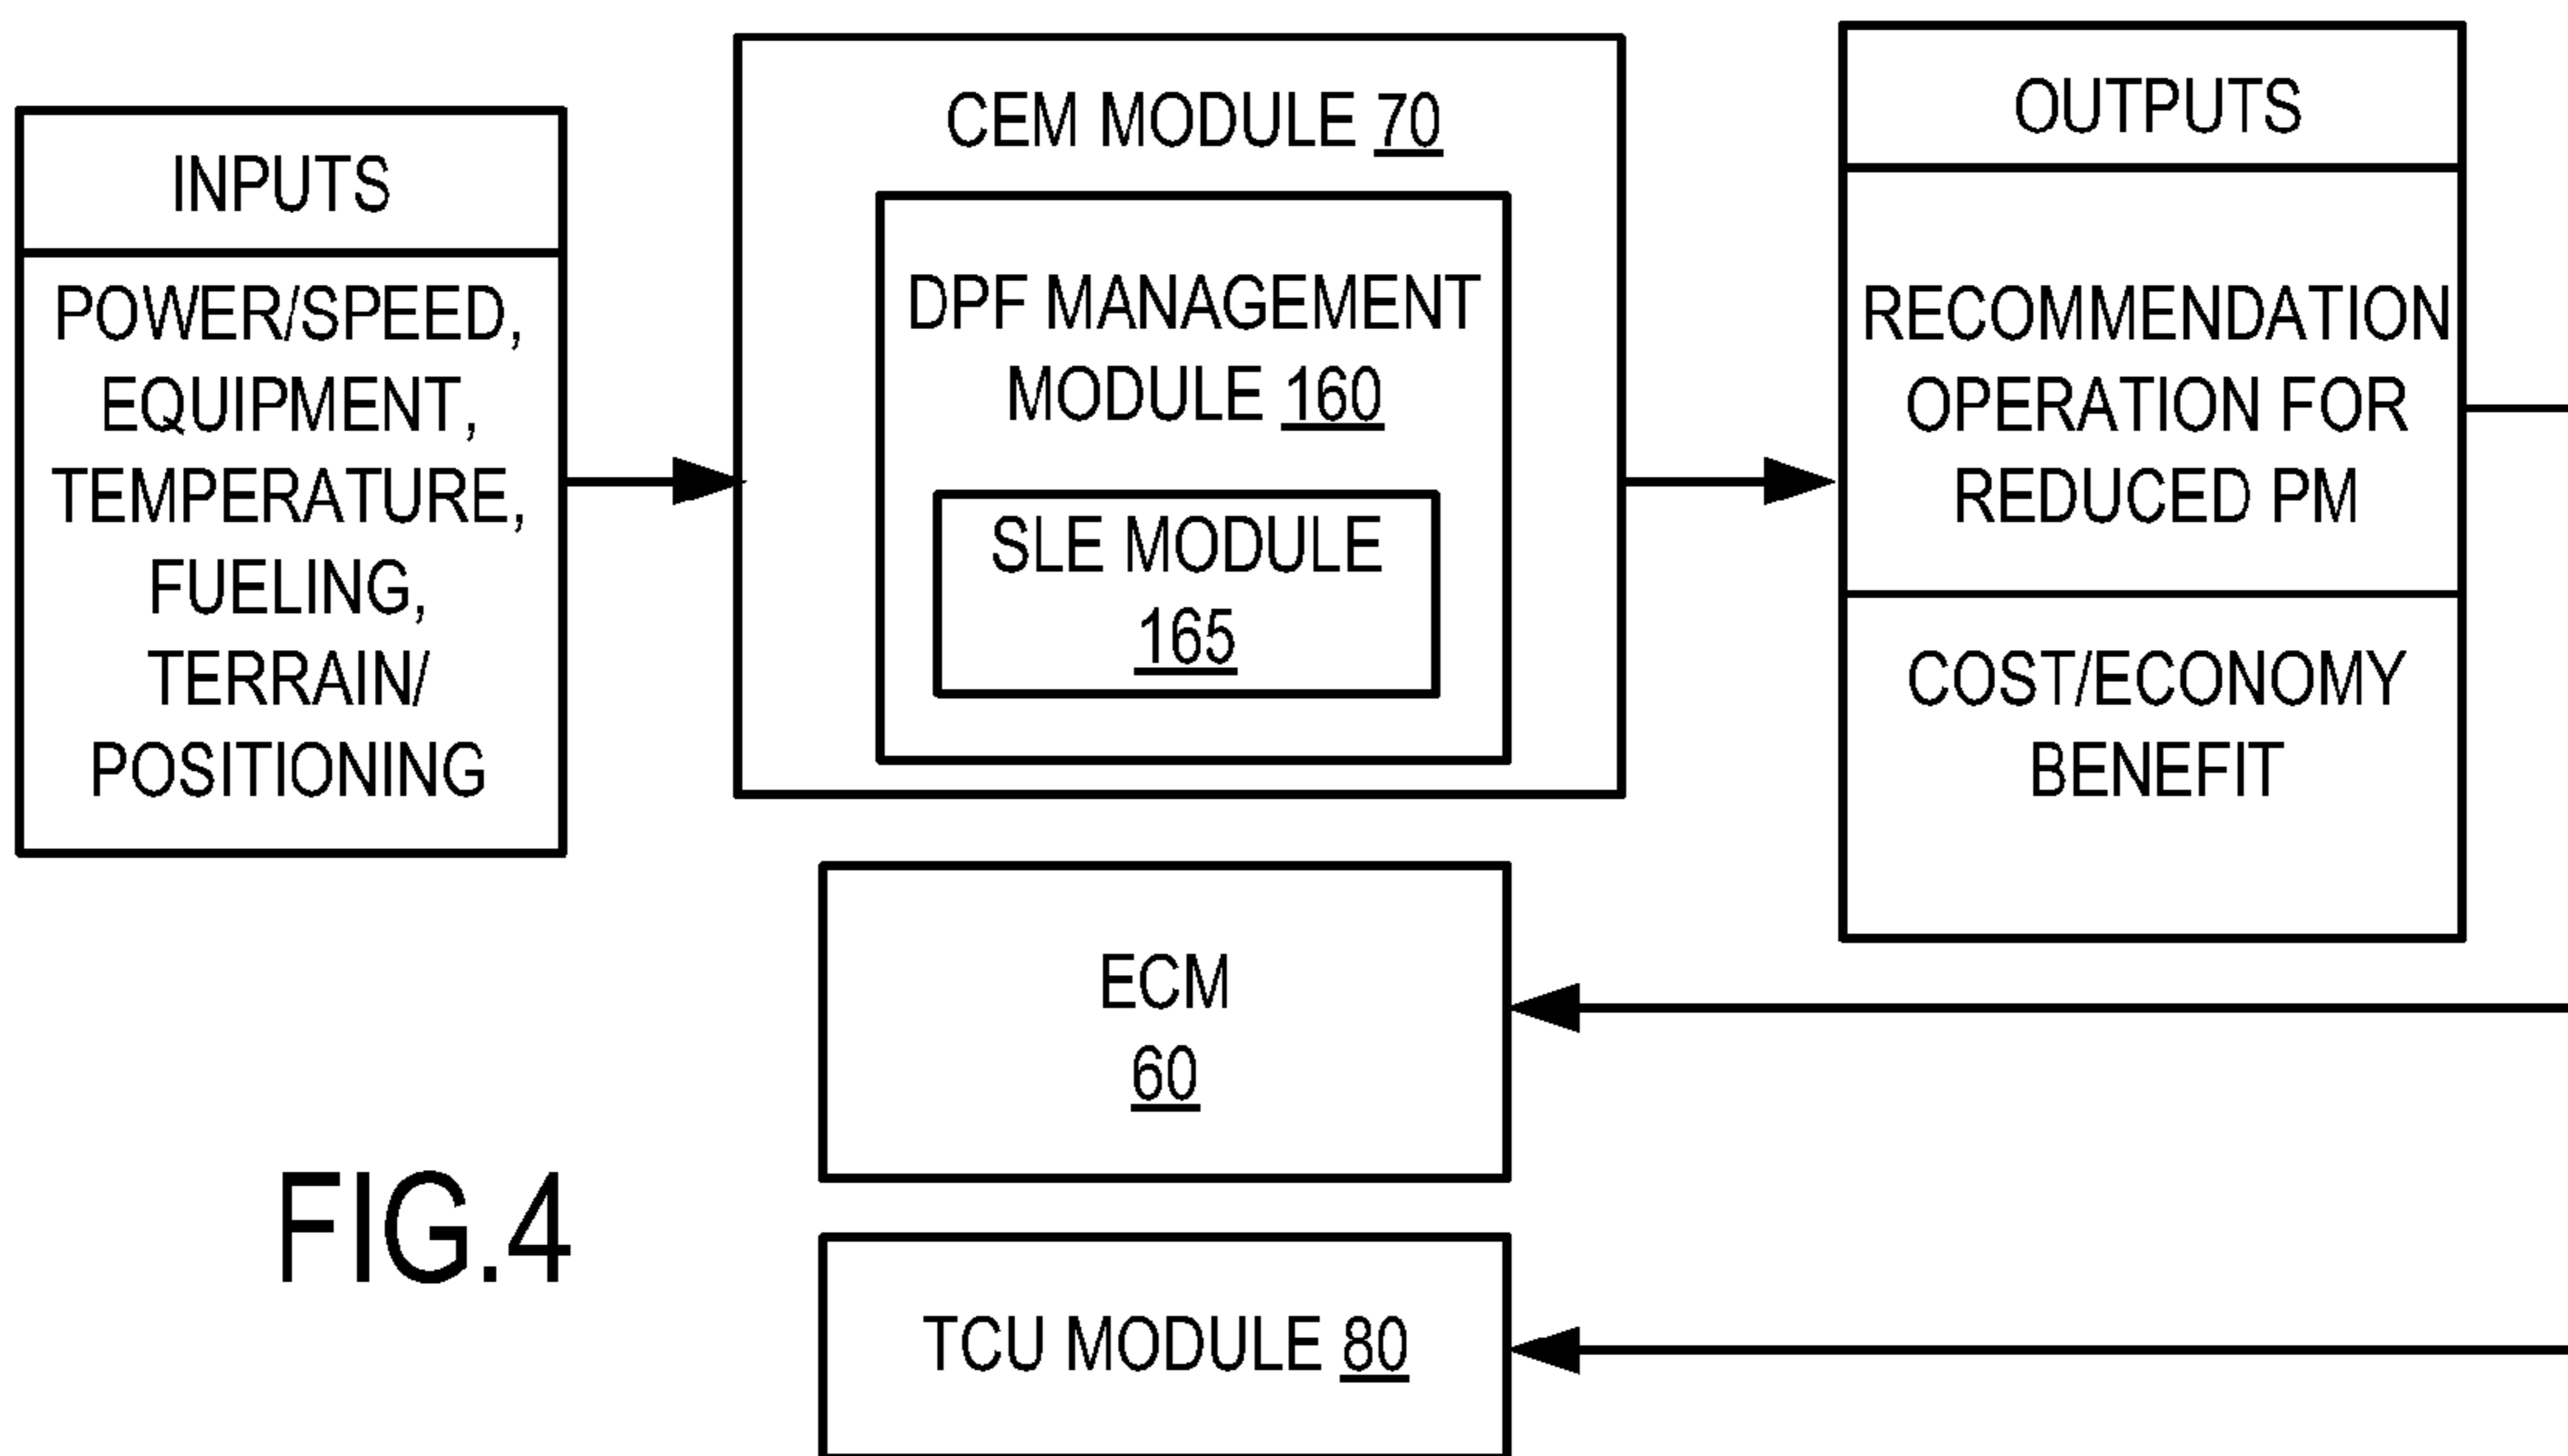 INPUTS
POWER/SPEED,
EQUIPMENT,
TEMPERATURE,
FUELING,
TERRAIN/
POSITIONING
CEM MODULE 70
DPF MANAGEMENT
MODULE 160
SLE MODULE
165
OUTPUTS
RECOMMENDATION
OPERATION FOR
REDUCED PM
COST/ECONOMY
BENEFIT
ECM
60
TCU MODULE 80
FIG.4